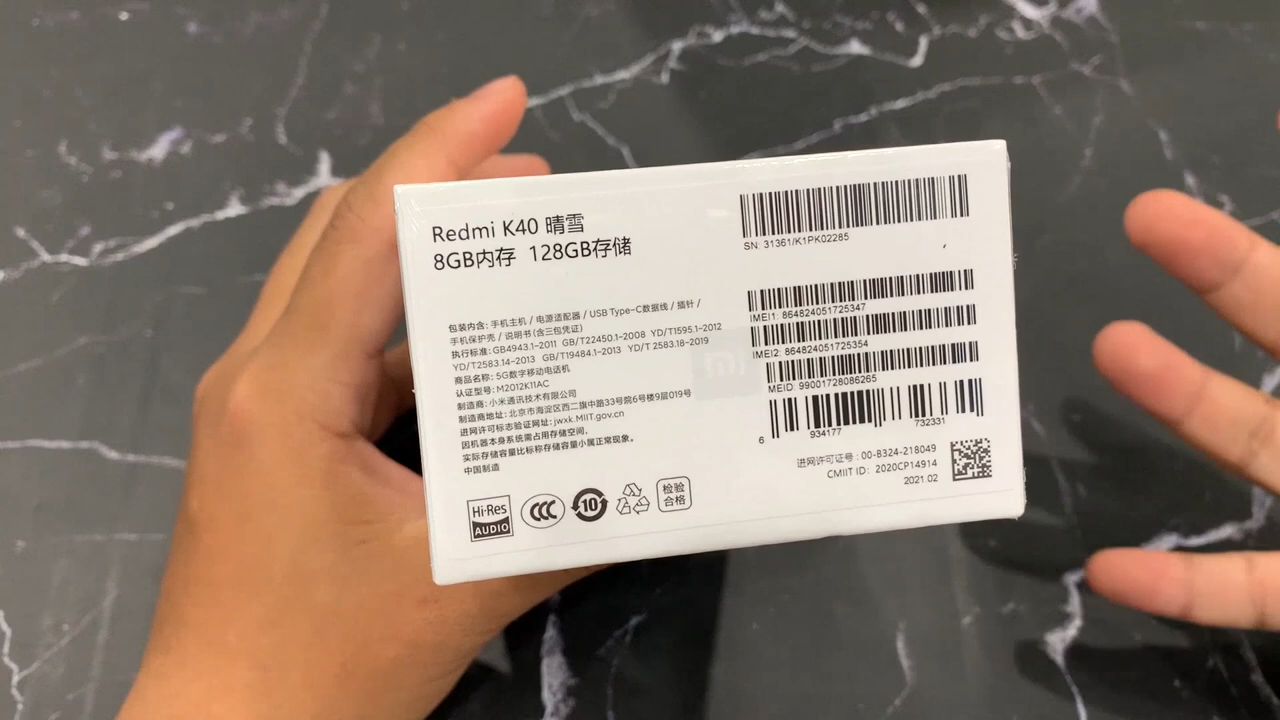 Redmi K40 晴雪
8GB内存 128GB存储
包装内含: 手机主机 / 电源适配器 / USB Type-C数据线 / 插针 /
手机保护壳 / 说明书(含三包凭证)
执行标准: GB4943.1-2011 GB/T22450.1-2008 YD/T1595.1-2012
YD/T2583.14-2013 GB/T19484.1-2013 YD/T 2583.18-2019
商品名称: 5G数字移动电话机
认证型号: M2012K11AC
制造商: 小米通讯技术有限公司
制造商地址: 北京市海淀区西二旗中路33号院6号楼9层019号
进网许可标志验证网址: jwxk.MIIT.gov.cn
因机器本身系统需占用存储空间,
实际存储容量比标称存储容量小属正常现象。
中国制造
Hi-Res
AUDIO
CCC
10
检验
合格
SN: 31361/K1PK02285
IMEI1: 864824051725347
IMEI2: 864824051725354
MEID: 99001728086265
6 934177 732331
进网许可证号: 00-B324-218049
CMIIT ID: 2020CP14914
2021.02